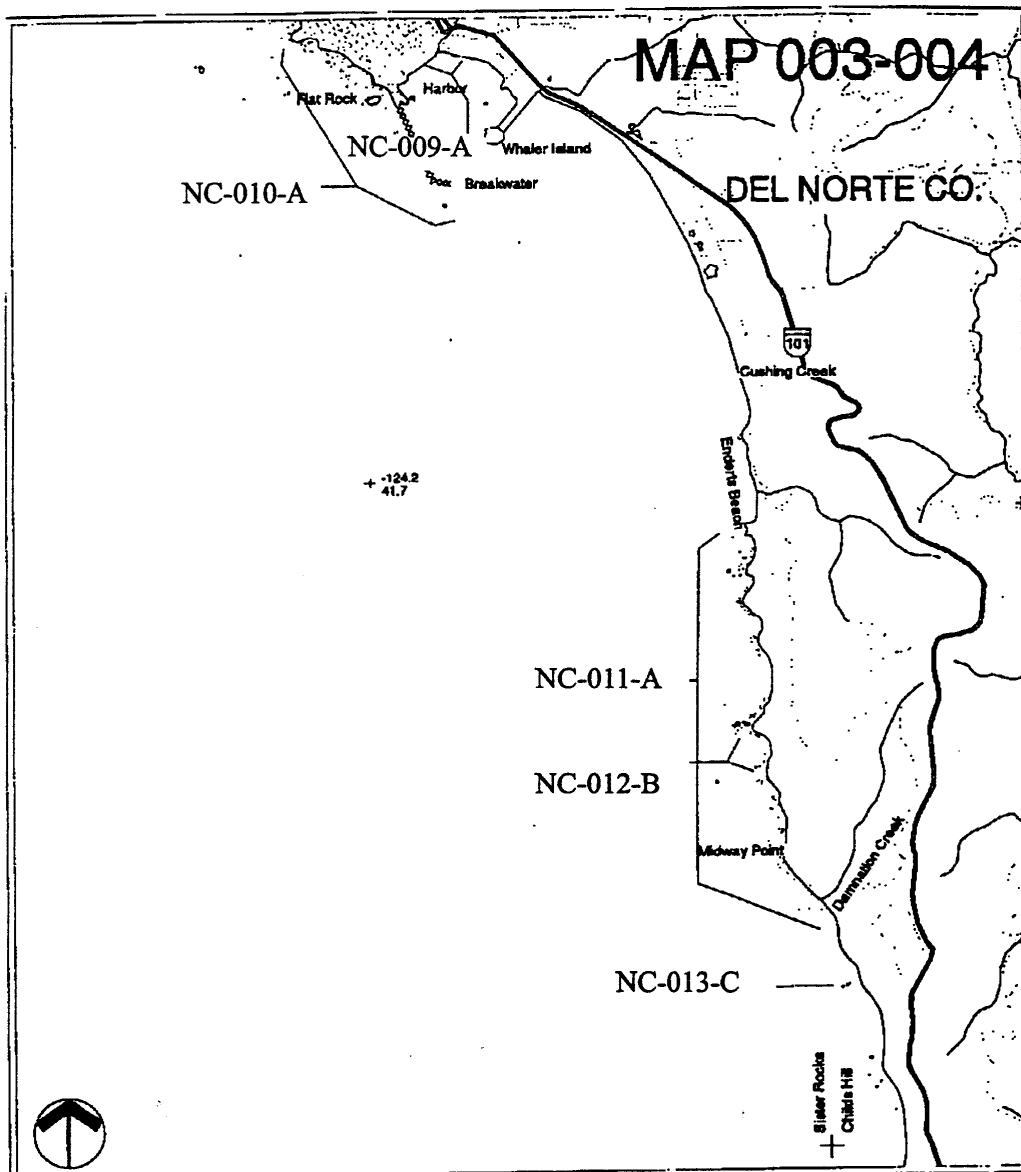 MAP 003-004
Flat Rock
Harbor
NC-009-A
Whaler Island
NC-010-A
Breakwater
DEL NORTE CO.
101
Cushing Creek
Enderts Beach
-124.2
41.7
NC-011-A
NC-012-B
Midway Point
Damnation Creek
NC-013-C
Sister Rocks
Childs Hill